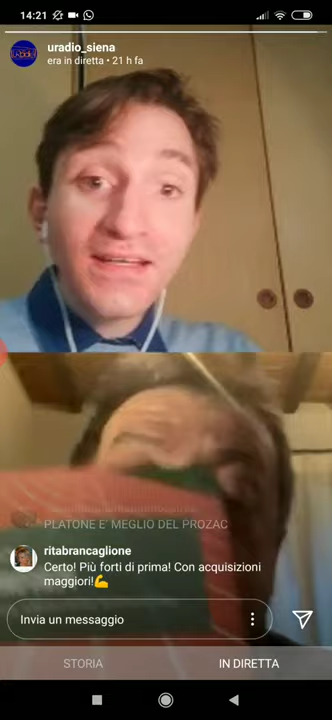 14:21
uradio_siena
era in diretta • 21 h fa
PLATONE E' MEGLIO DEL PROZAC
ritabrancaglione
Certo! Più forti di prima! Con acquisizioni
maggiori!💪
Invia un messaggio
STORIA IN DIRETTA